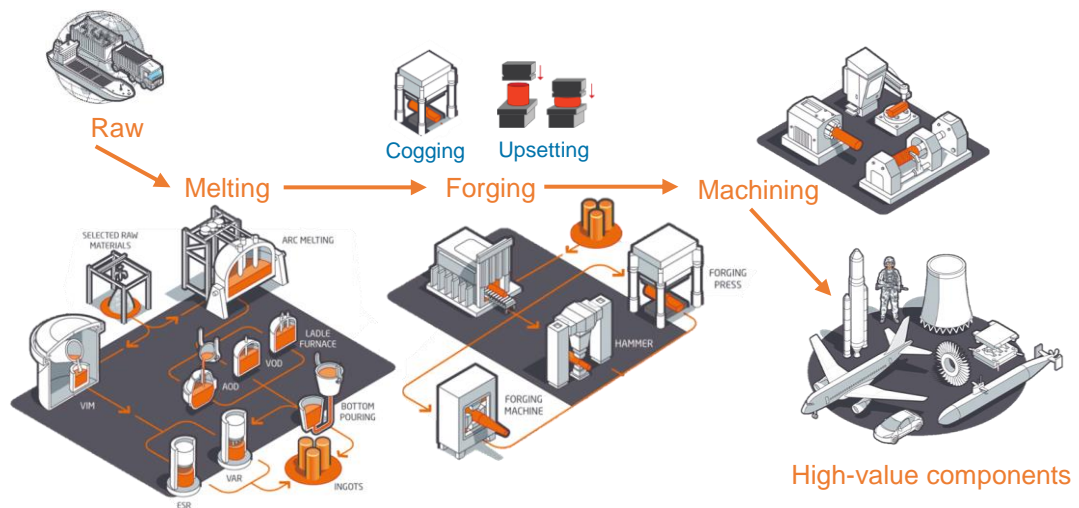 Raw
Cogging
Upsetting
Melting
Forging
Machining
SELECTED RAW
MATERIALS
ARC MELTING
FORGING
PRESS
LADLE
FURNACE
HAMMER
VOD
AOD
VIM
FORGING
MACHINE
BOTTOM
POURING
VAR
INGOTS
ESR
High-value components